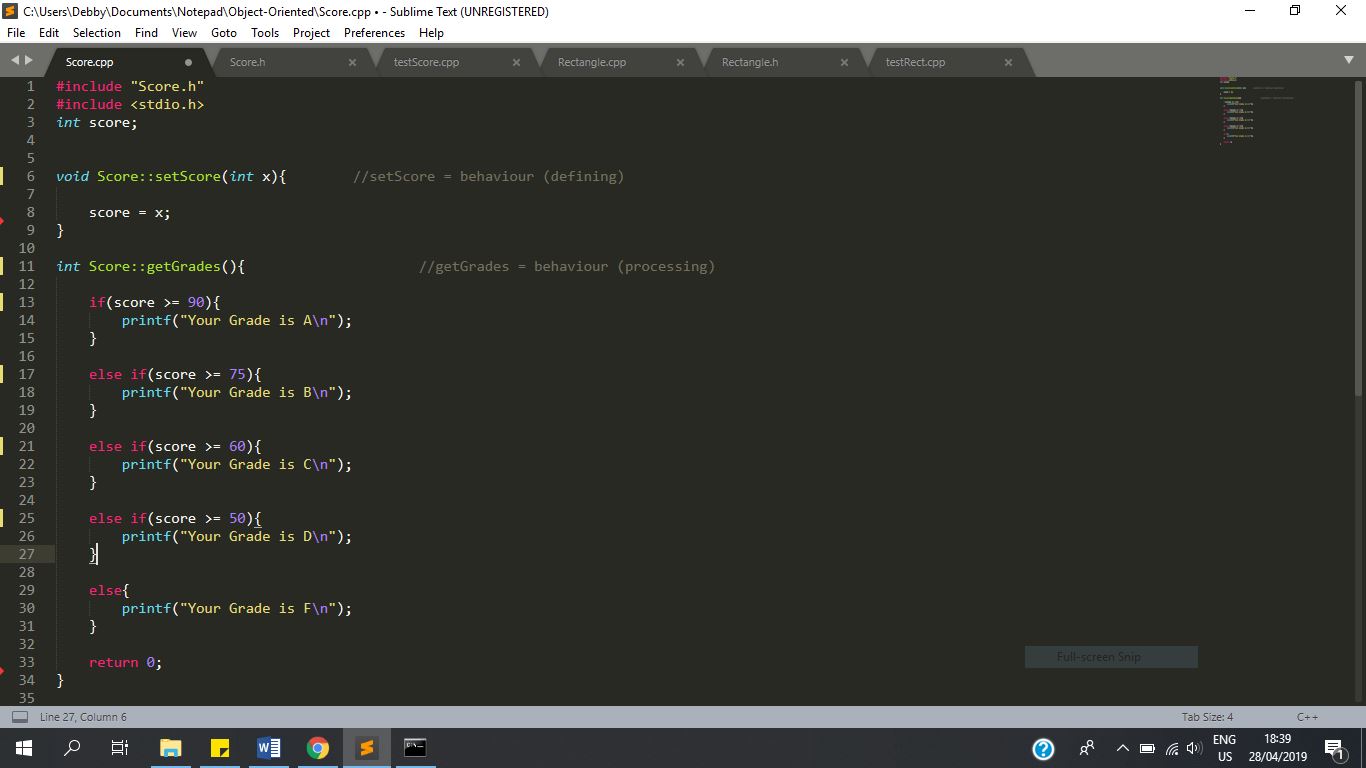 C:\Users\Debby\Documents\Notepad\Object-Oriented\Score.cpp • - Sublime Text (UNREGISTERED)
File Edit Selection Find View Goto Tools Project Preferences Help
Score.cpp Score.h testScore.cpp Rectangle.cpp Rectangle.h testRect.cpp
1 #include "Score.h"
2 #include <stdio.h>
3 int score;
4
5
6 void Score::setScore(int x){ //setScore = behaviour (defining)
7
8 score = x;
9 }
10
11 int Score::getGrades(){ //getGrades = behaviour (processing)
12
13 if(score >= 90){
14 printf("Your Grade is A\n");
15 }
16
17 else if(score >= 75){
18 printf("Your Grade is B\n");
19 }
20
21 else if(score >= 60){
22 printf("Your Grade is C\n");
23 }
24
25 else if(score >= 50){
26 printf("Your Grade is D\n");
27 }
28
29 else{
30 printf("Your Grade is F\n");
31 }
32
33 return 0;
34 }
35
Full-screen Snip
Line 27, Column 6 Tab Size: 4 C++
ENG 18:39
US 28/04/2019 1